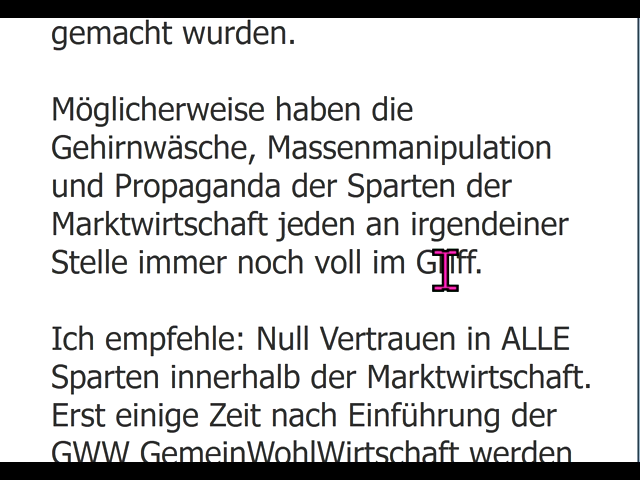 gemacht wurden.
Möglicherweise haben die
Gehirnwäsche, Massenmanipulation
und Propaganda der Sparten der
Marktwirtschaft jeden an irgendeiner
Stelle immer noch voll im Griff.
Ich empfehle: Null Vertrauen in ALLE
Sparten innerhalb der Marktwirtschaft.
Erst einige Zeit nach Einführung der
GWW GemeinWohlWirtschaft werden